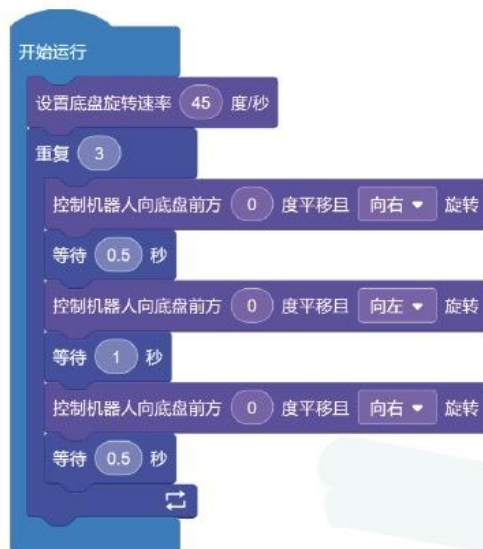 开始运行
设置底盘旋转速率 45 度/秒
重复 3
控制机器人向底盘前方 0 度平移且 向右 旋转
等待 0.5 秒
控制机器人向底盘前方 0 度平移且 向左 旋转
等待 1 秒
控制机器人向底盘前方 0 度平移且 向右 旋转
等待 0.5 秒